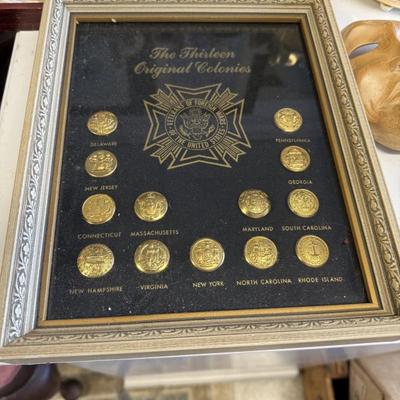 The Thirteen
Original Colonies
VETERANS OF FOREIGN WARS
OF THE UNITED STATES
DELAWARE
PENNSYLVANIA
NEW JERSEY
GEORGIA
CONNECTICUT
MASSACHUSETTS
MARYLAND
SOUTH CAROLINA
NEW HAMPSHIRE
VIRGINIA
NEW YORK
NORTH CAROLINA
RHODE ISLAND